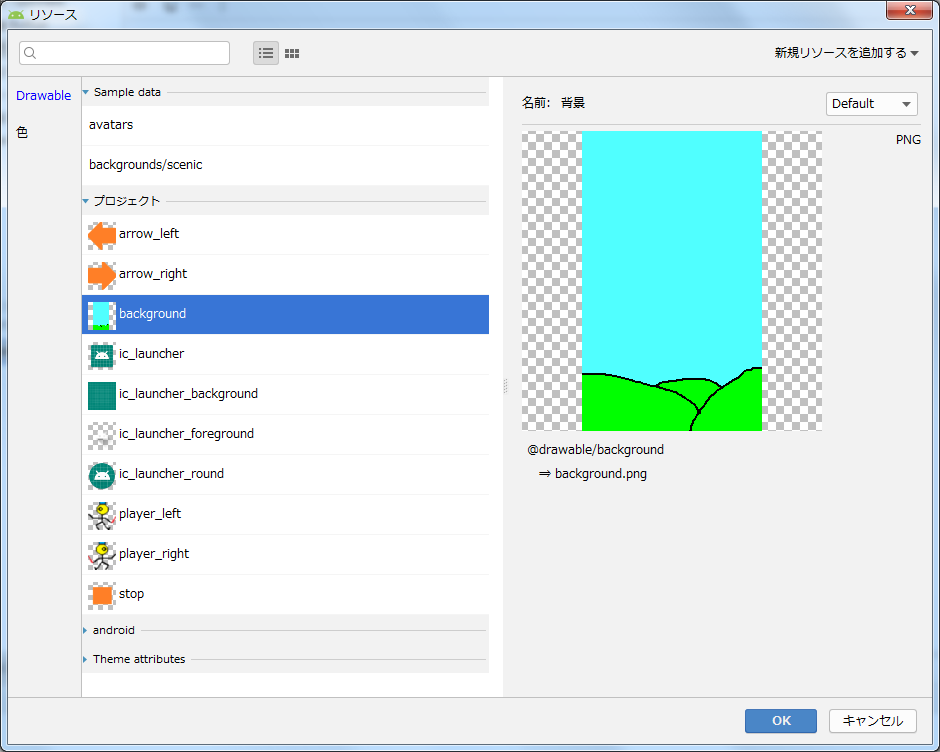 リソース
新規リソースを追加する
Drawable
色
Sample data
avatars
backgrounds/scenic
プロジェクト
arrow_left
arrow_right
background
ic_launcher
ic_launcher_background
ic_launcher_foreground
ic_launcher_round
player_left
player_right
stop
android
Theme attributes
名前: 背景
Default
PNG
@drawable/background
⇒ background.png
OK
キャンセル